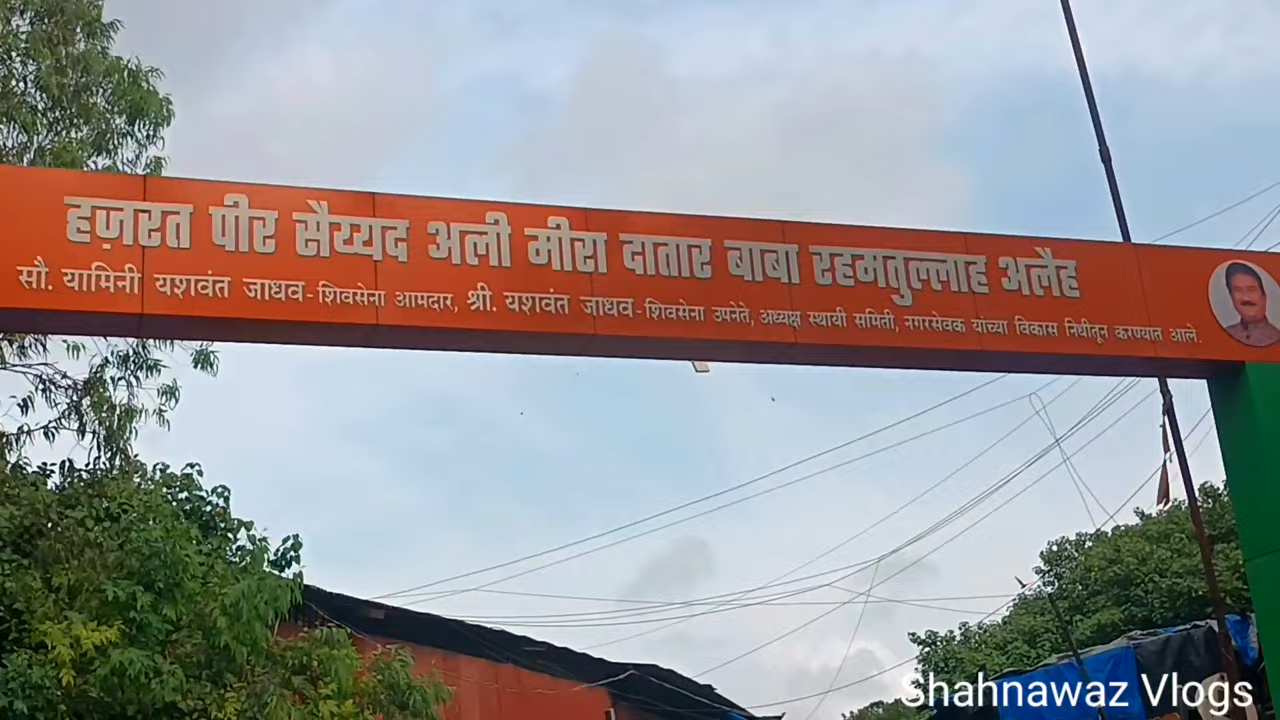 हज़रत पीर सैय्यद अली मीरा दातार बाबा रहमतुल्लाह अलैह
सौ. यामिनी यशवंत जाधव - शिवसेना आमदार, श्री. यशवंत जाधव - शिवसेना उपनेते, अध्यक्ष स्थायी समिती, नगरसेवक यांच्या विकास निधीतून करण्यात आले.
Shahnawaz Vlogs